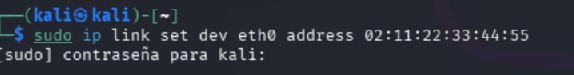 ┌──(kali㉿kali)-[~]
└─$ sudo ip link set dev eth0 address 02:11:22:33:44:55
[sudo] contraseña para kali: